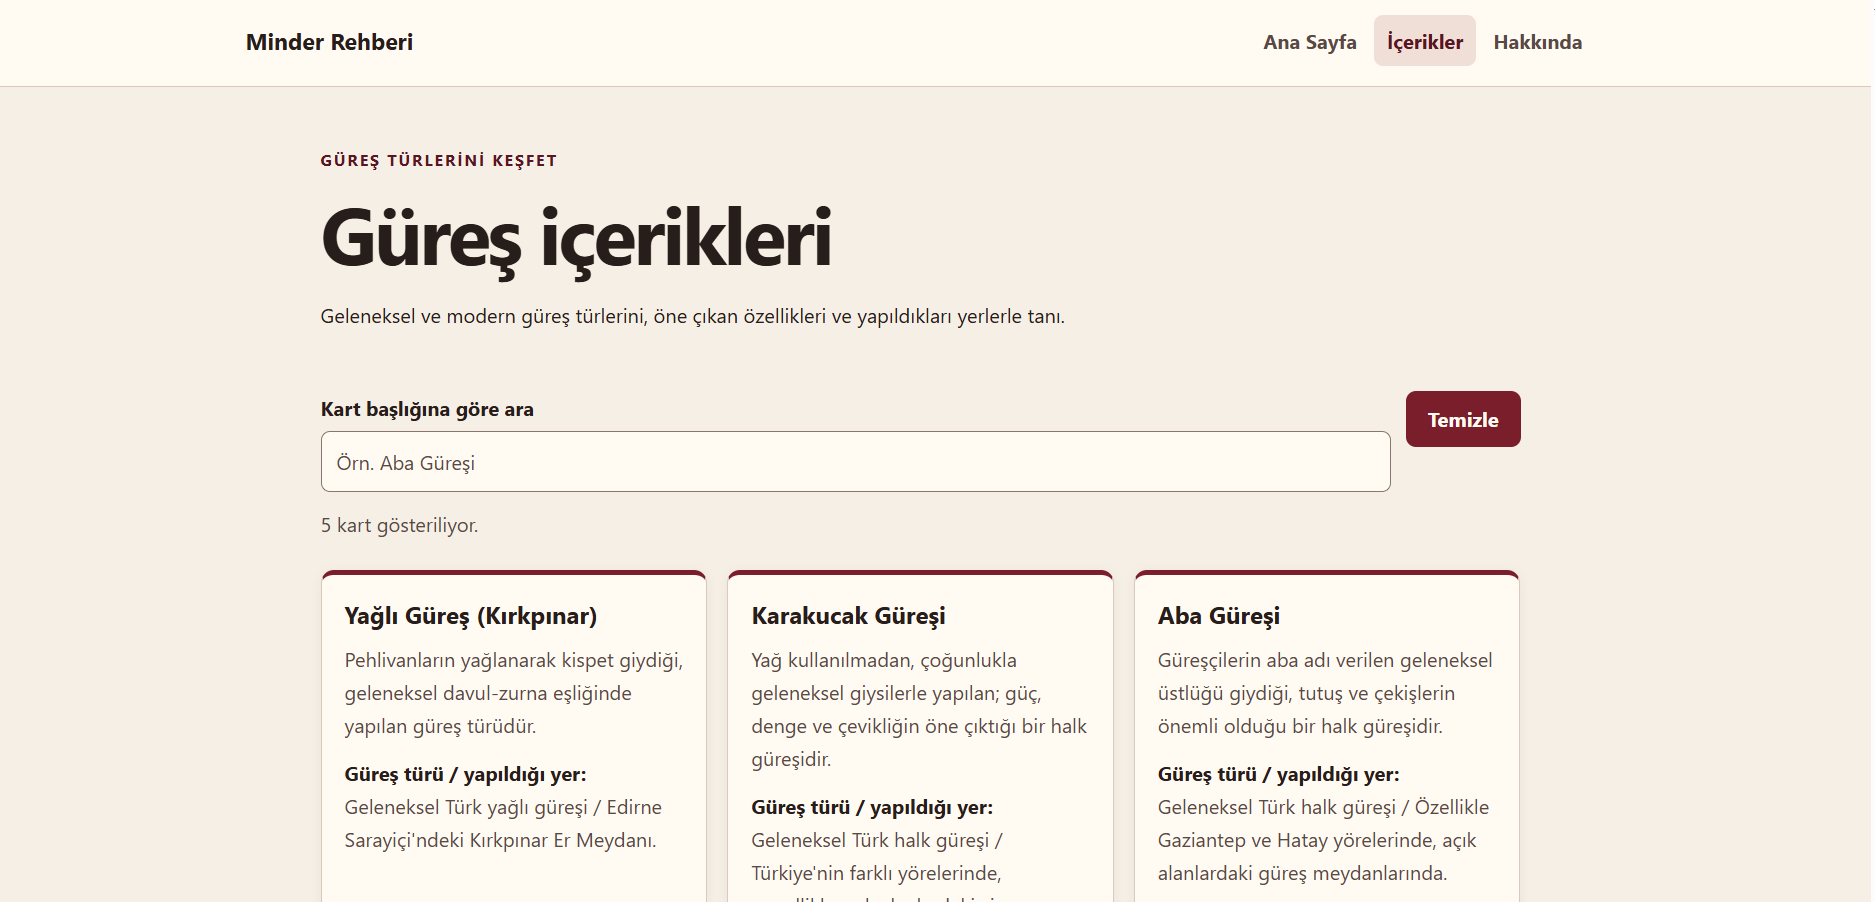 Minder Rehberi
Ana Sayfa
İçerikler
Hakkında
GÜREŞ TÜRLERİNİ KEŞFET
Güreş içerikleri
Geleneksel ve modern güreş türlerini, öne çıkan özellikleri ve yapıldıkları yerlerle tanı.
Kart başlığına göre ara
Temizle
Örn. Aba Güreşi
5 kart gösteriliyor.
Yağlı Güreş (Kırkpınar)
Pehlivanların yağlanarak kispet giydiği,
geleneksel davul-zurna eşliğinde
yapılan güreş türüdür.
Güreş türü / yapıldığı yer:
Geleneksel Türk yağlı güreşi / Edirne
Sarayiçi'ndeki Kırkpınar Er Meydanı.
Karakucak Güreşi
Yağ kullanılmadan, çoğunlukla
geleneksel giysilerle yapılan; güç,
denge ve çevikliğin öne çıktığı bir halk
güreşidir.
Güreş türü / yapıldığı yer:
Geleneksel Türk halk güreşi /
Türkiye'nin farklı yörelerinde,
Aba Güreşi
Güreşçilerin aba adı verilen geleneksel
üstlüğü giydiği, tutuş ve çekişlerin
önemli olduğu bir halk güreşidir.
Güreş türü / yapıldığı yer:
Geleneksel Türk halk güreşi / Özellikle
Gaziantep ve Hatay yörelerinde, açık
alanlardaki güreş meydanlarında.